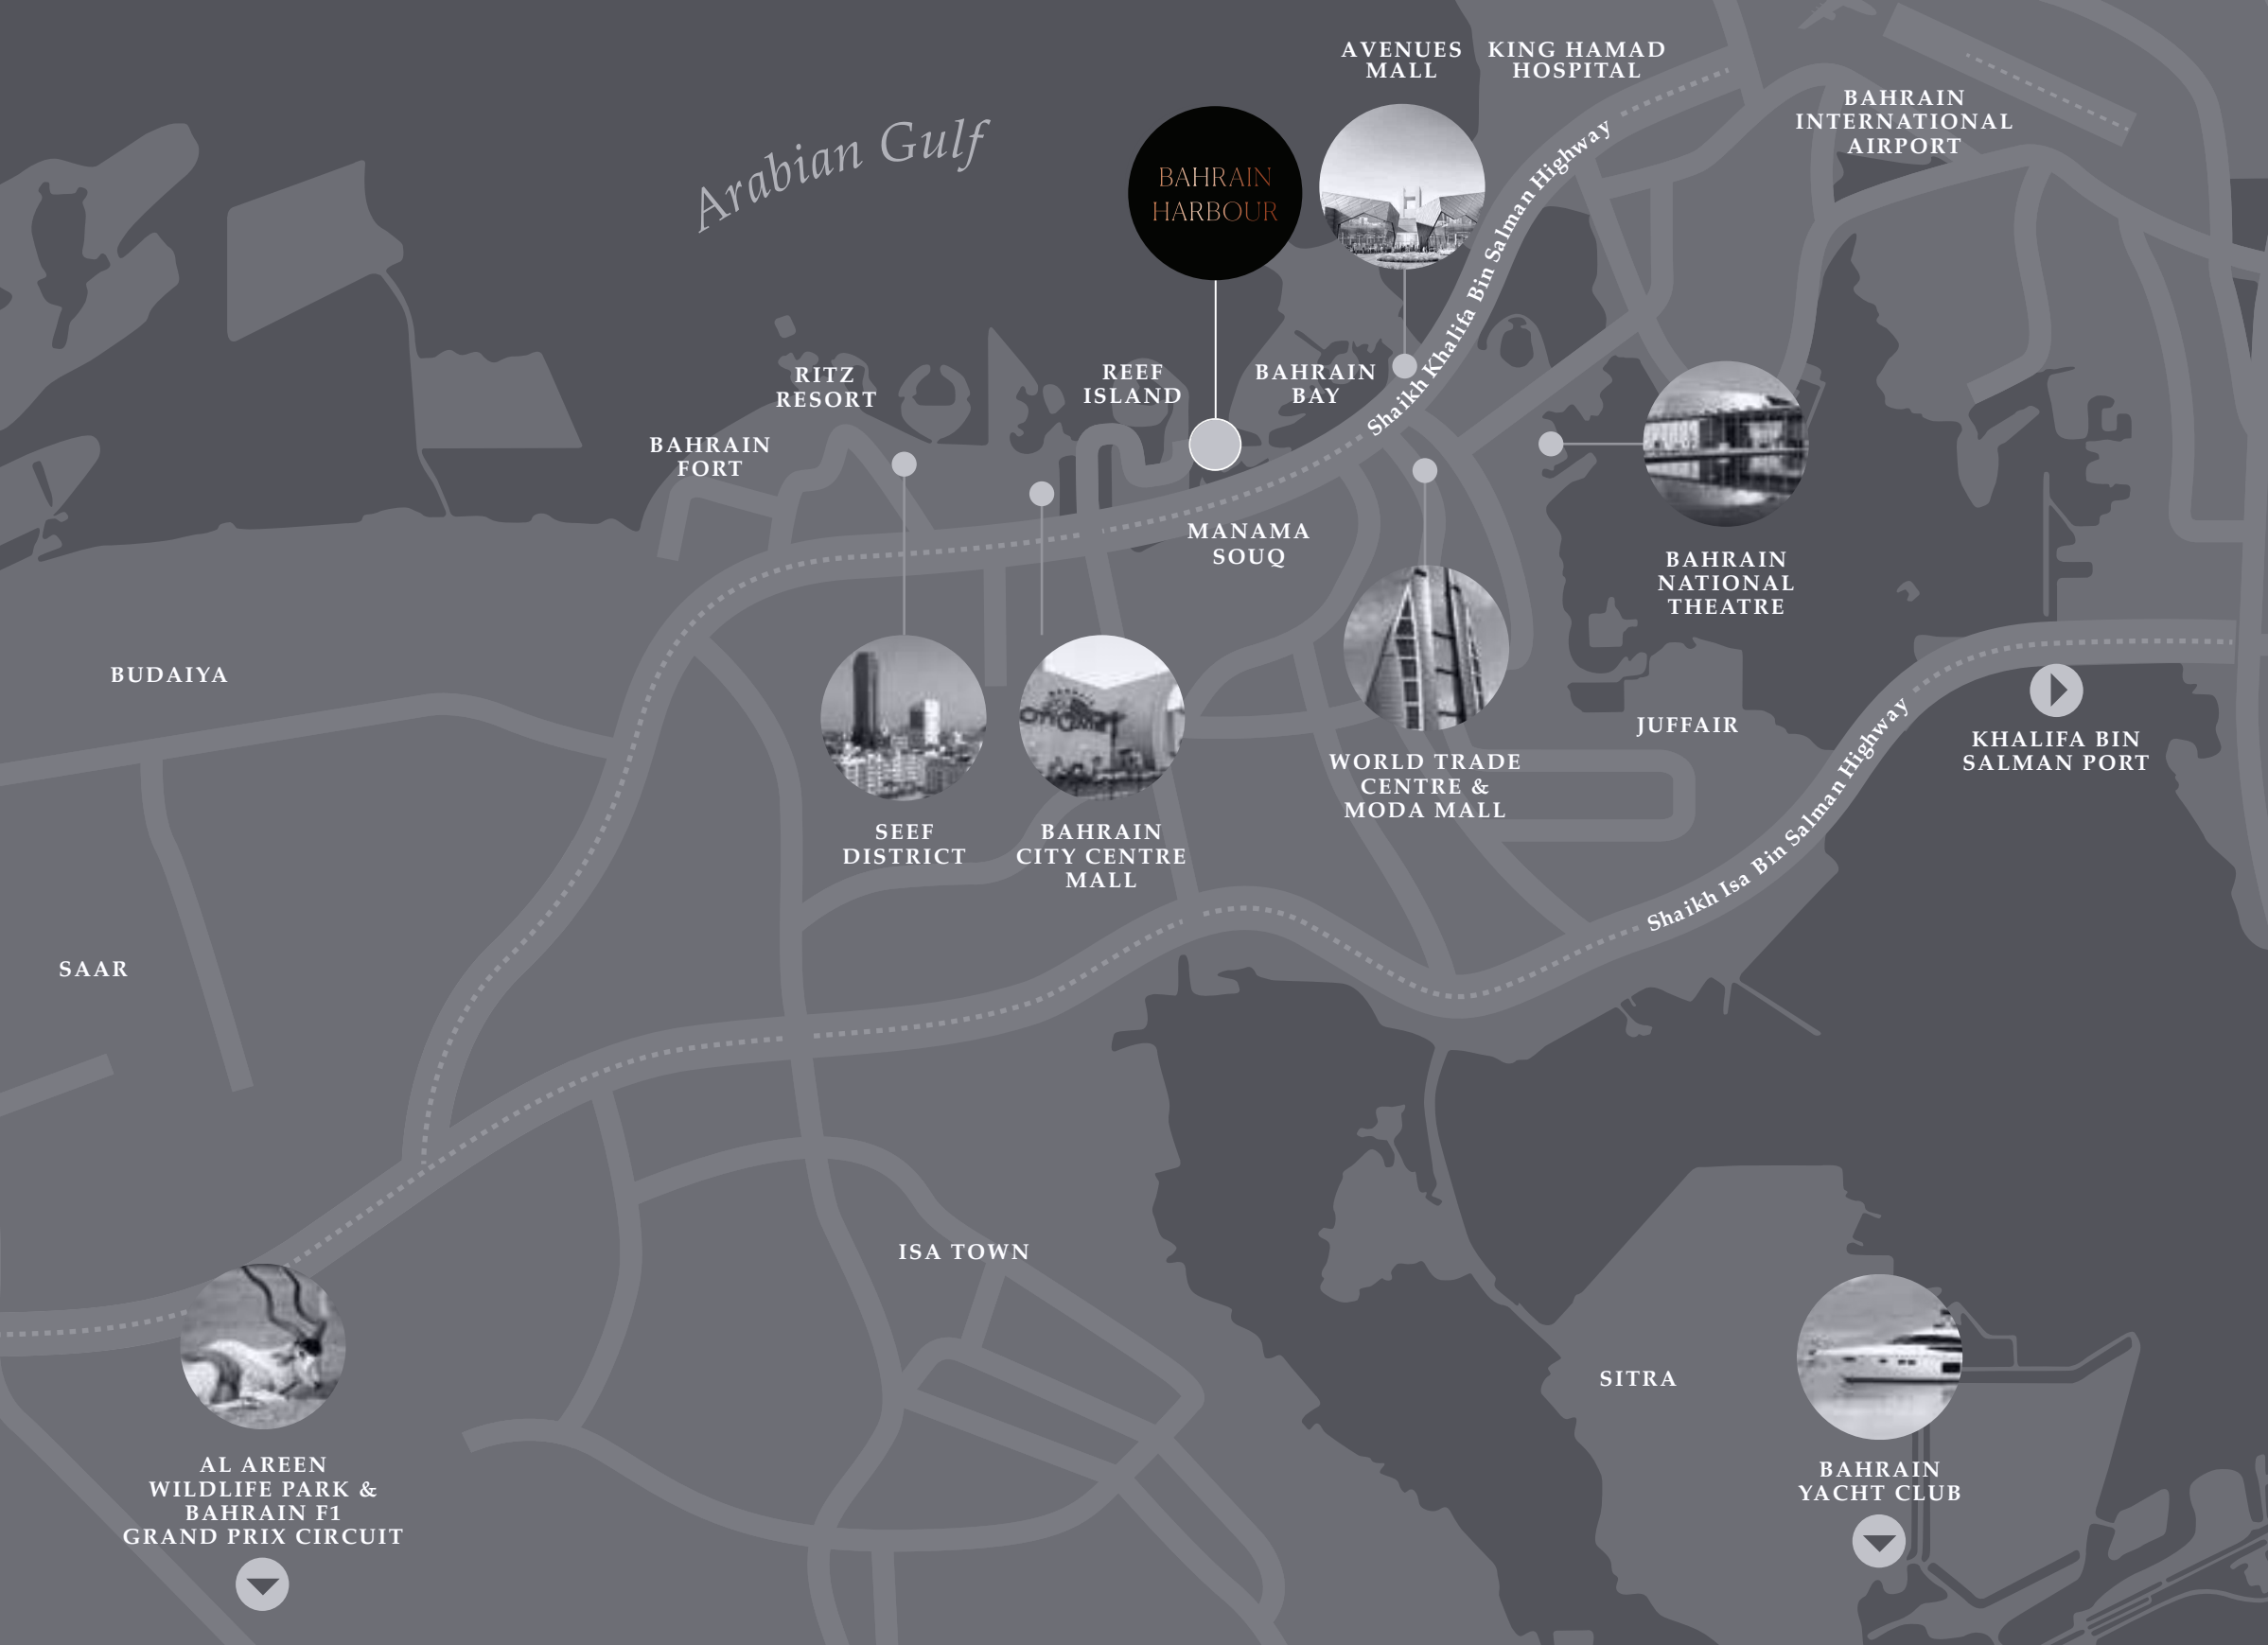 AVENUES
MALL
KING HAMAD
HOSPITAL
BAHRAIN
INTERNATIONAL
AIRPORT
Arabian Gulf
BAHRAIN
HARBOUR
Shaikh Khalifa Bin Salman Highway
RITZ
RESORT
REEF
ISLAND
BAHRAIN
BAY
BAHRAIN
FORT
MANAMA
SOUQ
BAHRAIN
NATIONAL
THEATRE
BUDAIYA
JUFFAIR
KHALIFA BIN
SALMAN PORT
WORLD TRADE
CENTRE &
MODA MALL
SEEF
DISTRICT
BAHRAIN
CITY CENTRE
MALL
Shaikh Isa Bin Salman Highway
SAAR
ISA TOWN
SITRA
AL AREEN
WILDLIFE PARK &
BAHRAIN F1
GRAND PRIX CIRCUIT
BAHRAIN
YACHT CLUB